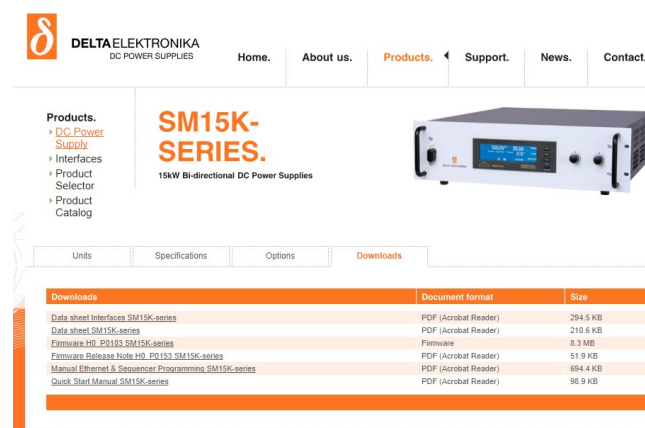 DELTA ELEKTRONIKA
DC POWER SUPPLIES
Home. About us. Products. Support. News. Contact.
Products.
DC Power
Supply
Interfaces
Product
Selector
Product
Catalog
SM15K-
SERIES.
15kW Bi-directional DC Power Supplies
Units Specifications Options Downloads
Downloads Document format Size
Data sheet Interfaces SM15K-series PDF (Acrobat Reader) 294.5 KB
Data sheet SM15K-series PDF (Acrobat Reader) 210.6 KB
Firmware H0_P0103 SM15K-series Firmware 8.3 MB
Firmware Release Note H0_P0153 SM15K-series PDF (Acrobat Reader) 51.9 KB
Manual Ethernet & Sequencer Programming SM15K-series PDF (Acrobat Reader) 694.4 KB
Quick Start Manual SM15K-series PDF (Acrobat Reader) 98.9 KB